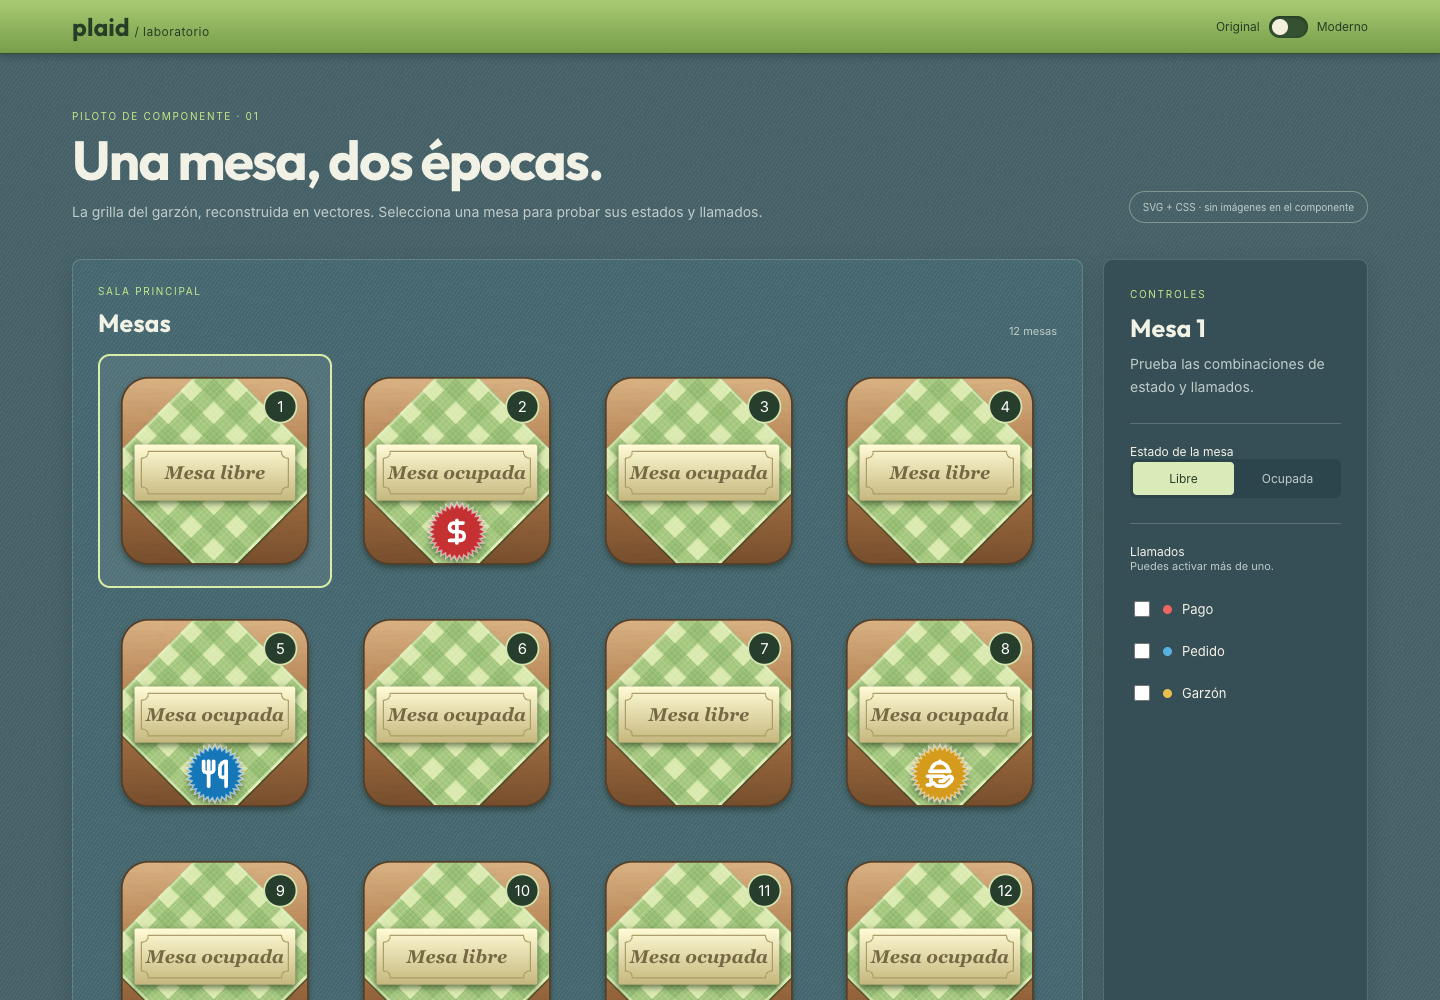 plaid / laboratorio
Original Moderno
PILOTO DE COMPONENTE · 01
Una mesa, dos épocas.
La grilla del garzón, reconstruida en vectores. Selecciona una mesa para probar sus estados y llamados.
SVG + CSS · sin imágenes en el componente
SALA PRINCIPAL
Mesas
12 mesas
1
Mesa libre
2
Mesa ocupada
$
3
Mesa ocupada
4
Mesa libre
5
Mesa ocupada
6
Mesa ocupada
7
Mesa libre
8
Mesa ocupada
9
Mesa ocupada
10
Mesa libre
11
Mesa ocupada
12
Mesa ocupada
CONTROLES
Mesa 1
Prueba las combinaciones de
estado y llamados.
Estado de la mesa
Libre Ocupada
Llamados
Puedes activar más de uno.
Pago
Pedido
Garzón